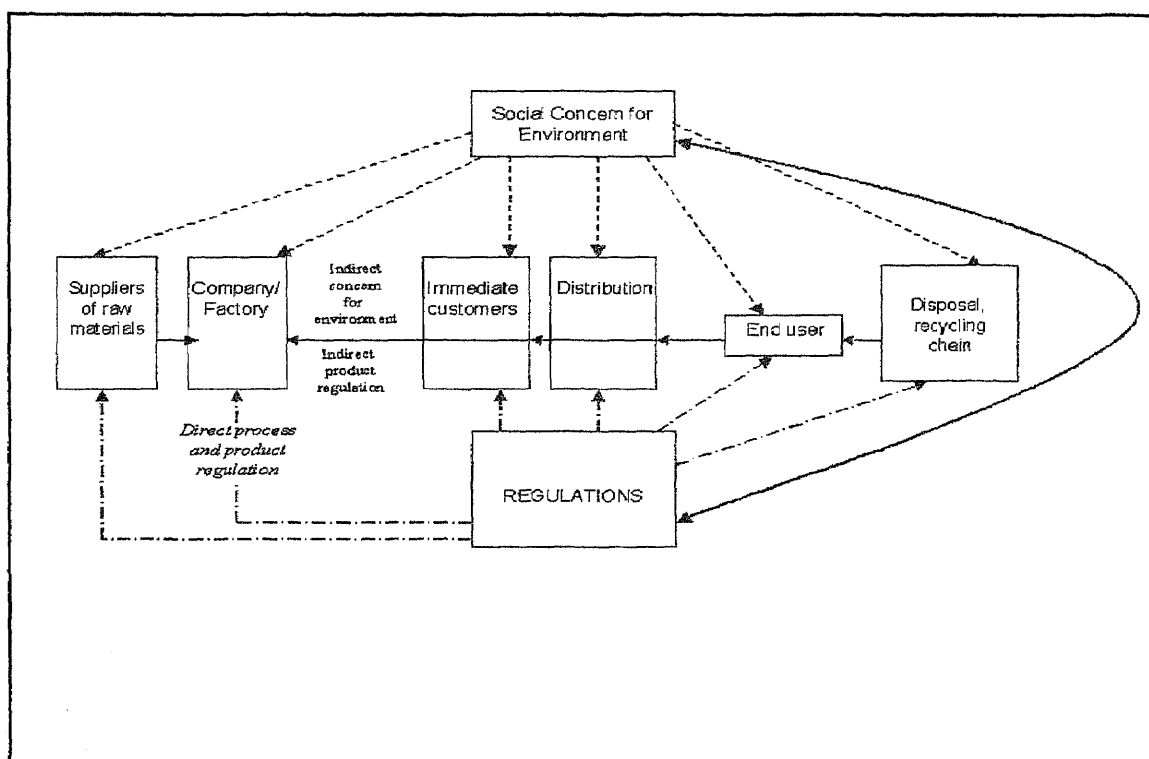 Social Concern for
Environment
Suppliers
of raw
materials
Company/
Factory
Indirect
concern
for
environment
Indirect
product
regulation
Immediate
customers
Distribution
End user
Disposal,
recycling
chain
Direct process
and product
regulation
REGULATIONS